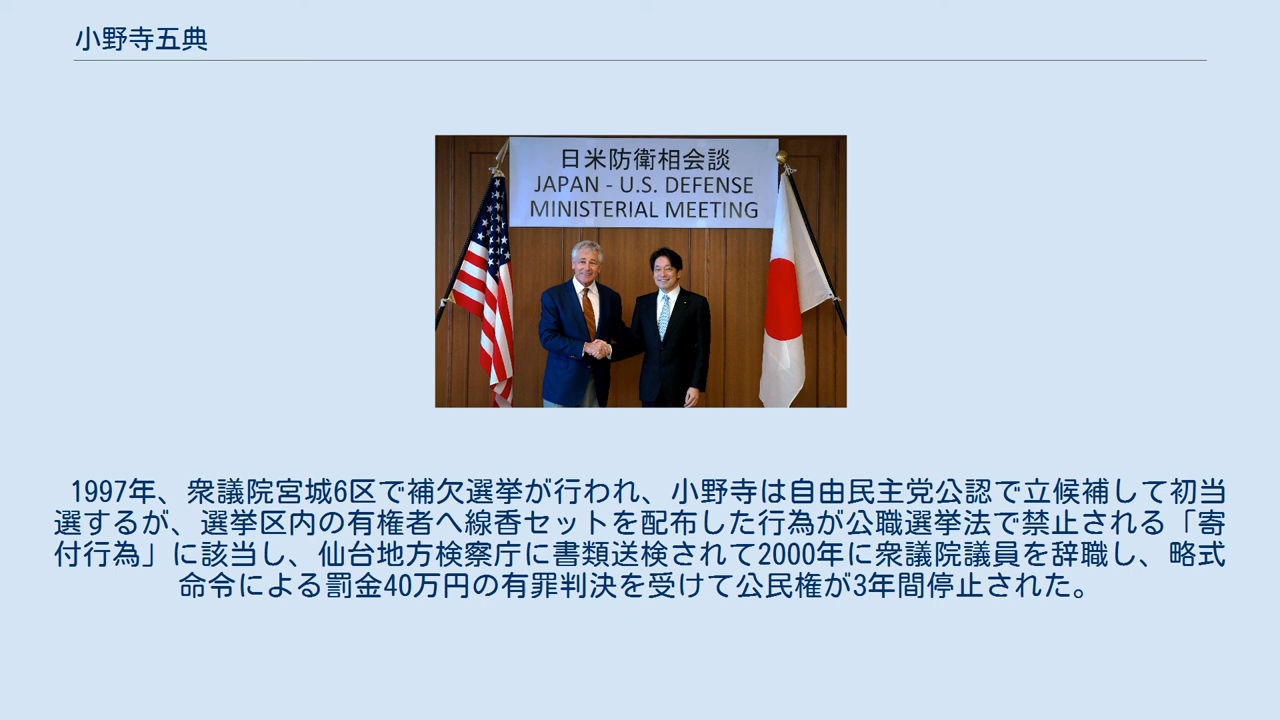 小野寺五典
日米防衛相会談
JAPAN - U.S. DEFENSE
MINISTERIAL MEETING
1997年、衆議院宮城6区で補欠選挙が行われ、小野寺は自由民主党公認で立候補して初当
選するが、選挙区内の有権者へ線香セットを配布した行為が公職選挙法で禁止される「寄
付行為」に該当し、仙台地方検察庁に書類送検されて2000年に衆議院議員を辞職し、略式
命令による罰金40万円の有罪判決を受けて公民権が3年間停止された。